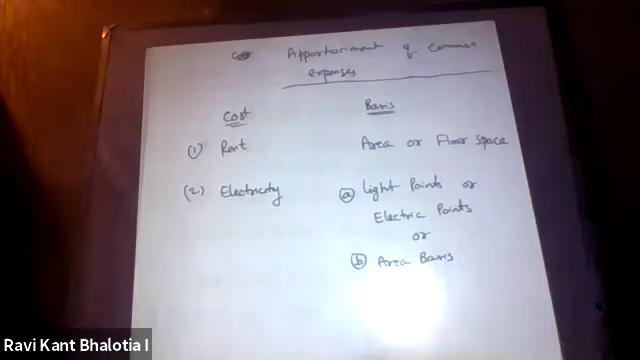 Apportionment of common
expenses
Cost Basis
(1) Rent Area or Floor space
(2) Electricity (a) Light Points or
Electric Points
or
(b) Area Basis
Ravi Kant Bhalotia I